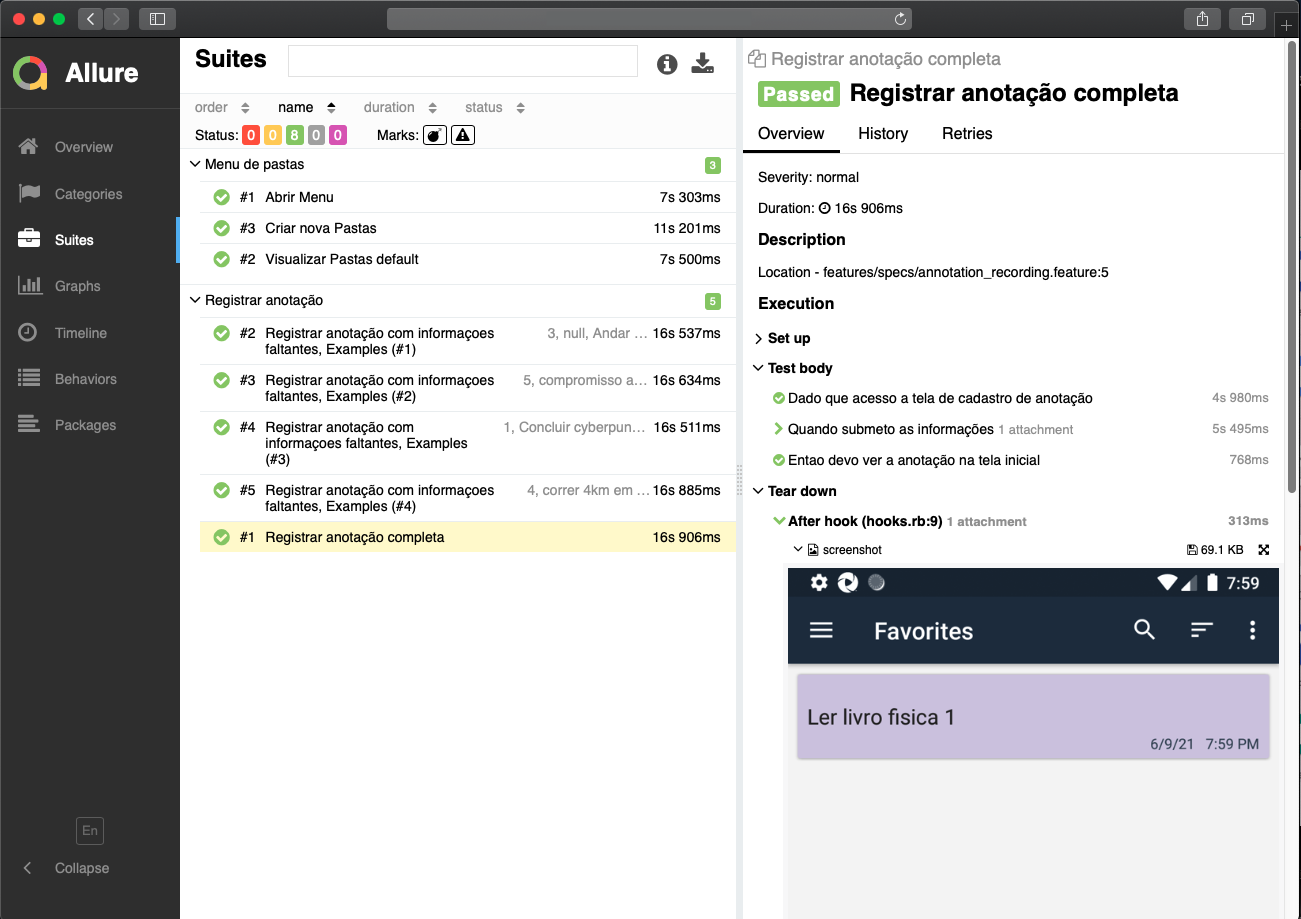 Allure
Overview
Categories
Suites
Graphs
Timeline
Behaviors
Packages
En
Collapse
Suites
order name duration status
Status: 0 0 8 0 0 Marks:
Menu de pastas 3
#1 Abrir Menu 7s 303ms
#3 Criar nova Pastas 11s 201ms
#2 Visualizar Pastas default 7s 500ms
Registrar anotação 5
#2 Registrar anotação com informaçoes 3, null, Andar … 16s 537ms
faltantes, Examples (#1)
#3 Registrar anotação com informaçoes 5, compromisso a… 16s 634ms
faltantes, Examples (#2)
#4 Registrar anotação com 1, Concluir cyberpun… 16s 511ms
informaçoes faltantes, Examples
(#3)
#5 Registrar anotação com informaçoes 4, correr 4km em … 16s 885ms
faltantes, Examples (#4)
#1 Registrar anotação completa 16s 906ms
Registrar anotação completa
Passed Registrar anotação completa
Overview History Retries
Severity: normal
Duration: 16s 906ms
Description
Location - features/specs/annotation_recording.feature:5
Execution
Set up
Test body
Dado que acesso a tela de cadastro de anotação 4s 980ms
Quando submeto as informações 1 attachment 5s 495ms
Entao devo ver a anotação na tela inicial 768ms
Tear down
After hook (hooks.rb:9) 1 attachment 313ms
screenshot 69.1 KB
7:59
Favorites
Ler livro fisica 1
6/9/21 7:59 PM